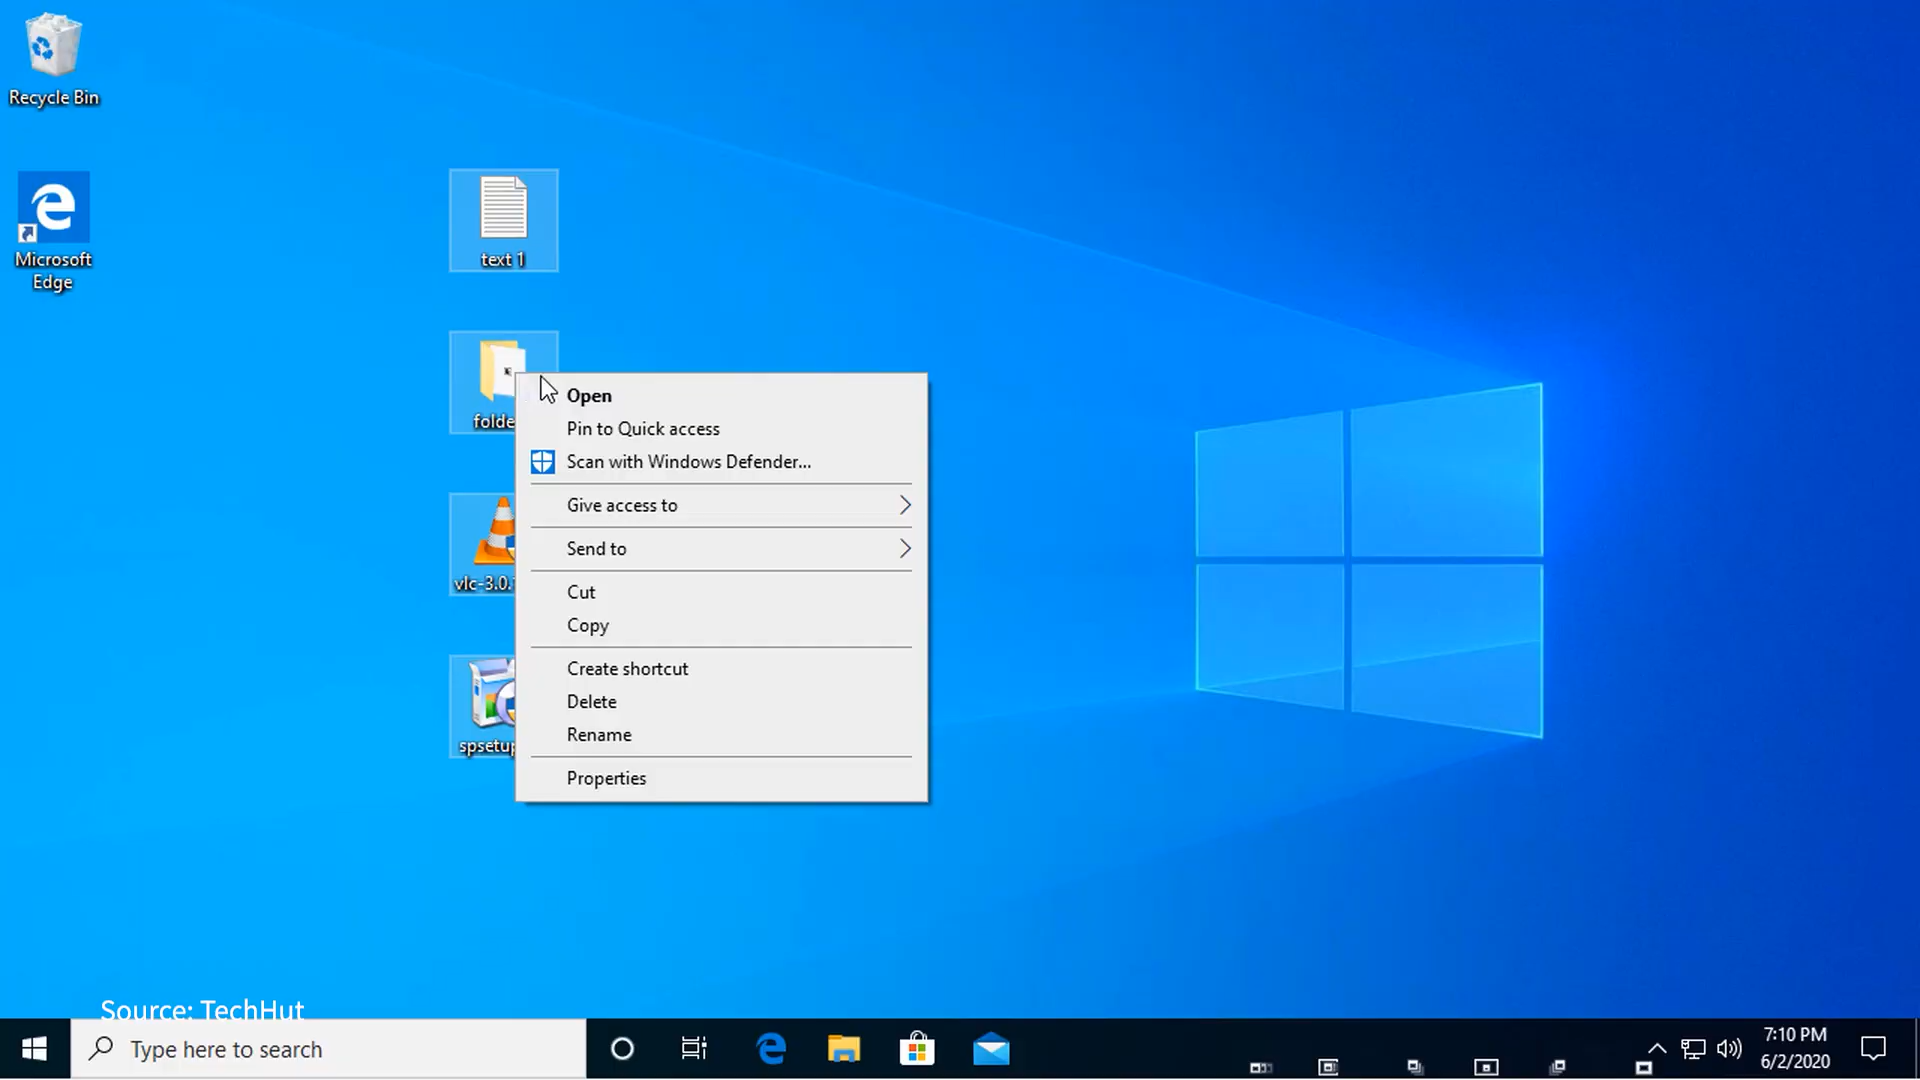 Recycle Bin
Microsoft
Edge
text 1
folde
vlc-3.0.
spsetup
Open
Pin to Quick access
Scan with Windows Defender...
Give access to
Send to
Cut
Copy
Create shortcut
Delete
Rename
Properties
Source: TechHut
Type here to search
7:10 PM
6/2/2020